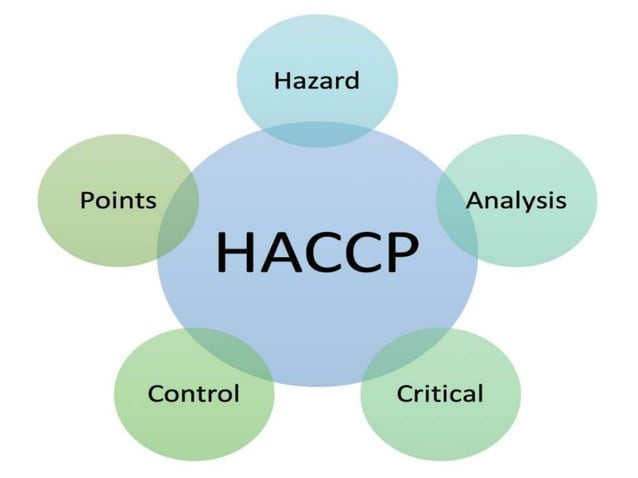 Hazard
Analysis
Critical
Control
Points
HACCP